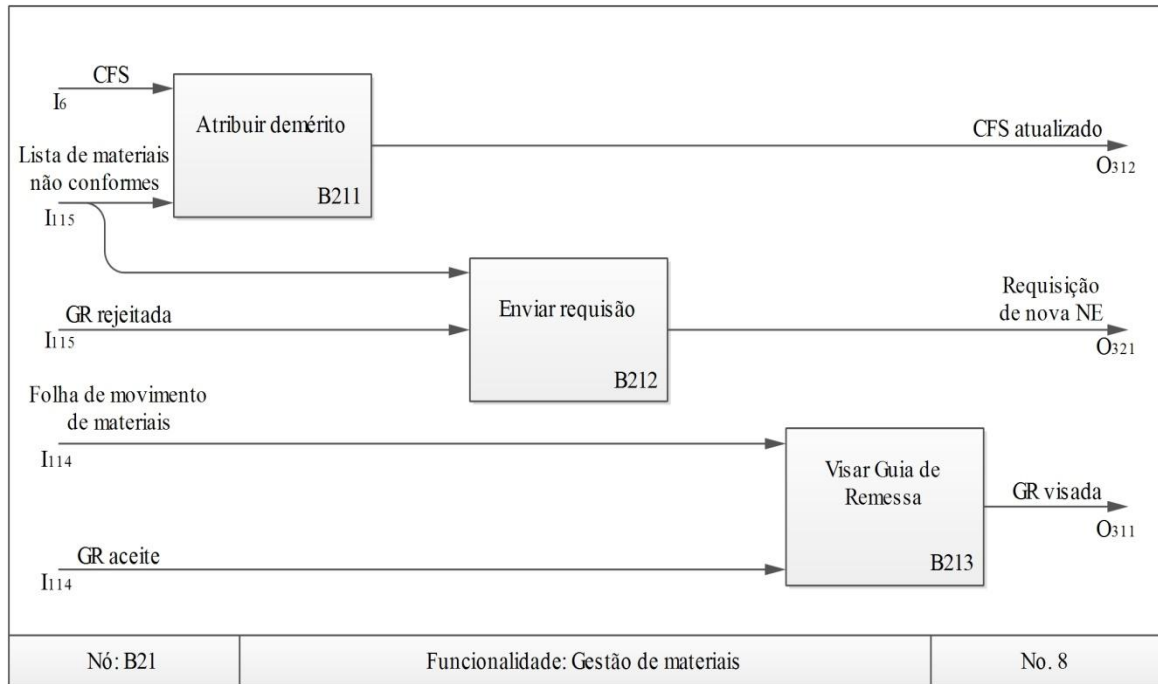 CFS
I6
Atribuir demérito
B211
CFS atualizado
O312
Lista de materiais
não conformes
I115
GR rejeitada
I115
Enviar requisão
B212
Requisição
de nova NE
O321
Folha de movimento
de materiais
I114
Visar Guia de
Remessa
B213
GR visada
O311
GR aceite
I114
Nó: B21
Funcionalidade: Gestão de materiais
No. 8